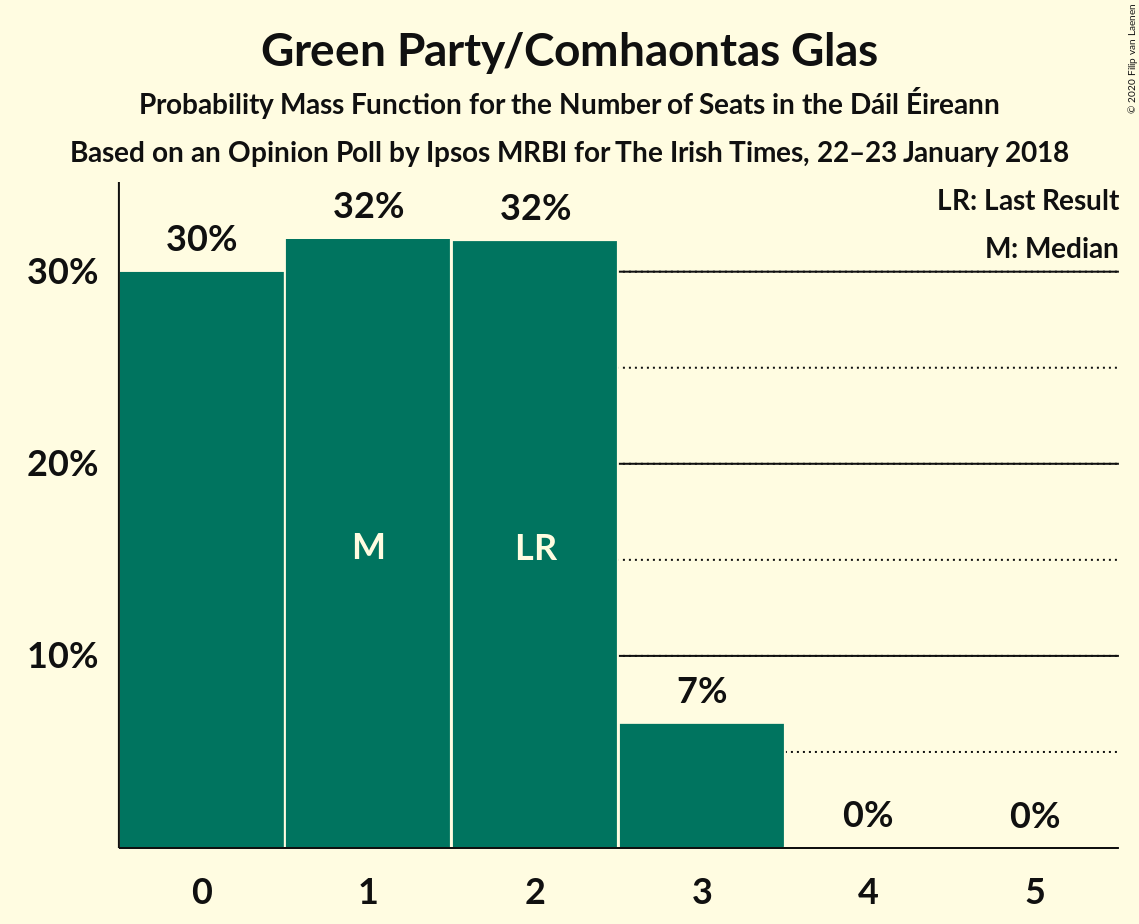 Green Party/Comhaontas Glas
Probability Mass Function for the Number of Seats in the Dáil Éireann
Based on an Opinion Poll by Ipsos MRBI for The Irish Times, 22–23 January 2018
© 2020 Filip van Laenen
LR: Last Result
M: Median
30%
20%
10%
30%
32%
32%
7%
0%
0%
M
LR
0
1
2
3
4
5